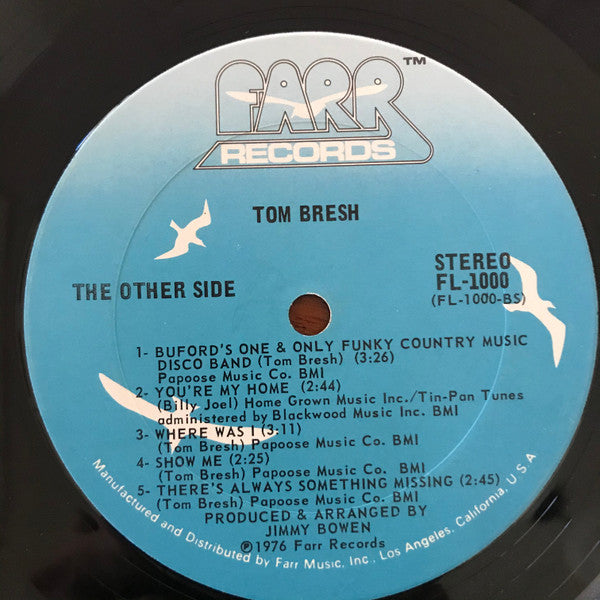 FARR™
RECORDS
TOM BRESH
THE OTHER SIDE
STEREO
FL-1000
(FL-1000-BS)
1- BUFORD'S ONE & ONLY FUNKY COUNTRY MUSIC
DISCO BAND (Tom Bresh) (3:26)
Papoose Music Co. BMI
2- YOU'RE MY HOME (2:44)
(Billy Joel) Home Grown Music Inc./Tin-Pan Tunes
administered by Blackwood Music Inc. BMI
3- WHERE WAS I (3:11)
(Tom Bresh) Papoose Music Co. BMI
4- SHOW ME (2:25)
(Tom Bresh) Papoose Music Co. BMI
5- THERE'S ALWAYS SOMETHING MISSING (2:45)
(Tom Bresh) Papoose Music Co. BMI
PRODUCED & ARRANGED BY
JIMMY BOWEN
℗1976 Farr Records
Manufactured and Distributed by Farr Music, Inc., Los Angeles, California, U.S.A